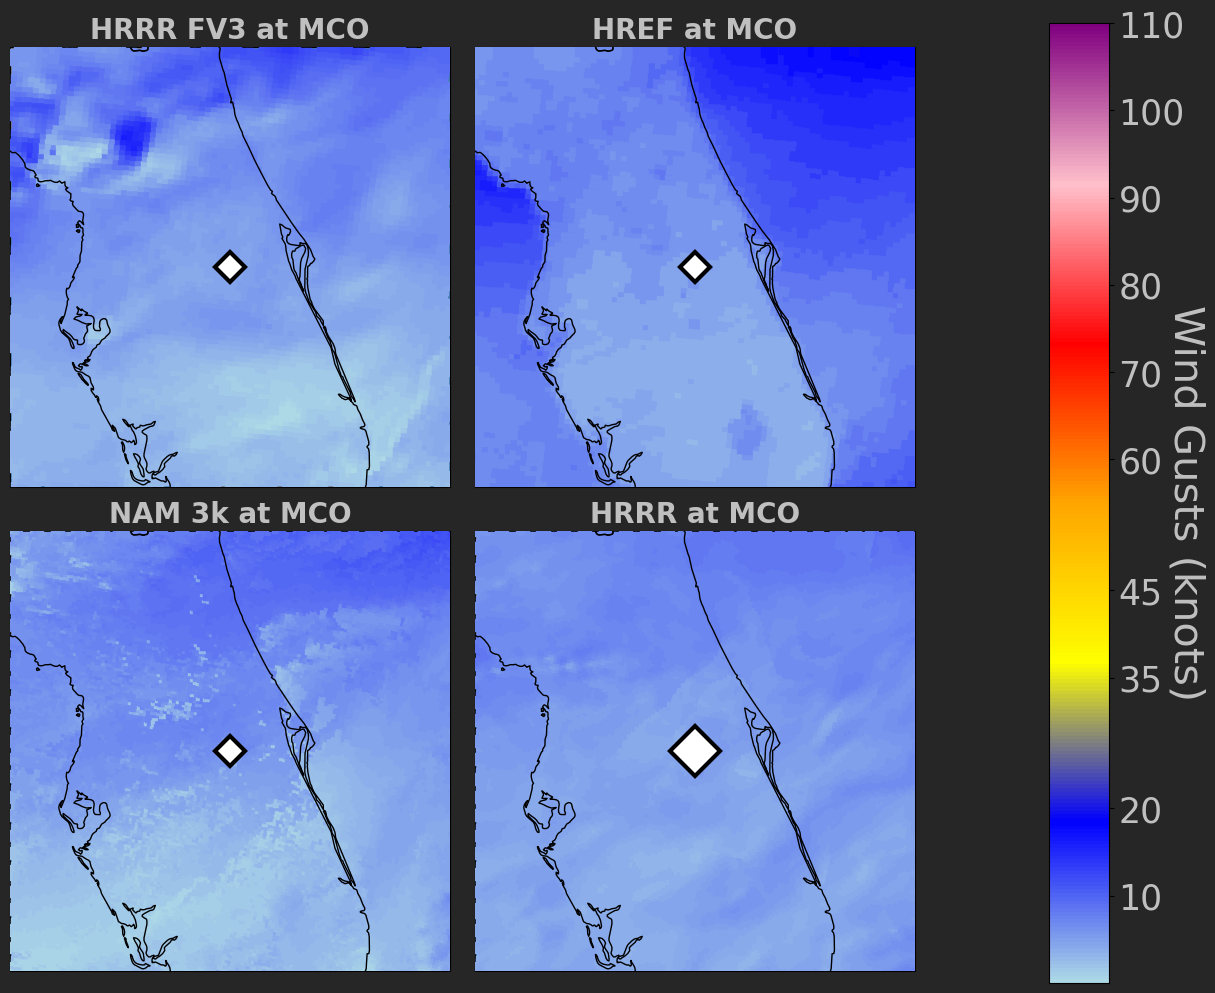 HRRR FV3 at MCO
HREF at MCO
NAM 3k at MCO
HRRR at MCO
110
100
90
80
70
60
45
35
20
10
Wind Gusts (knots)